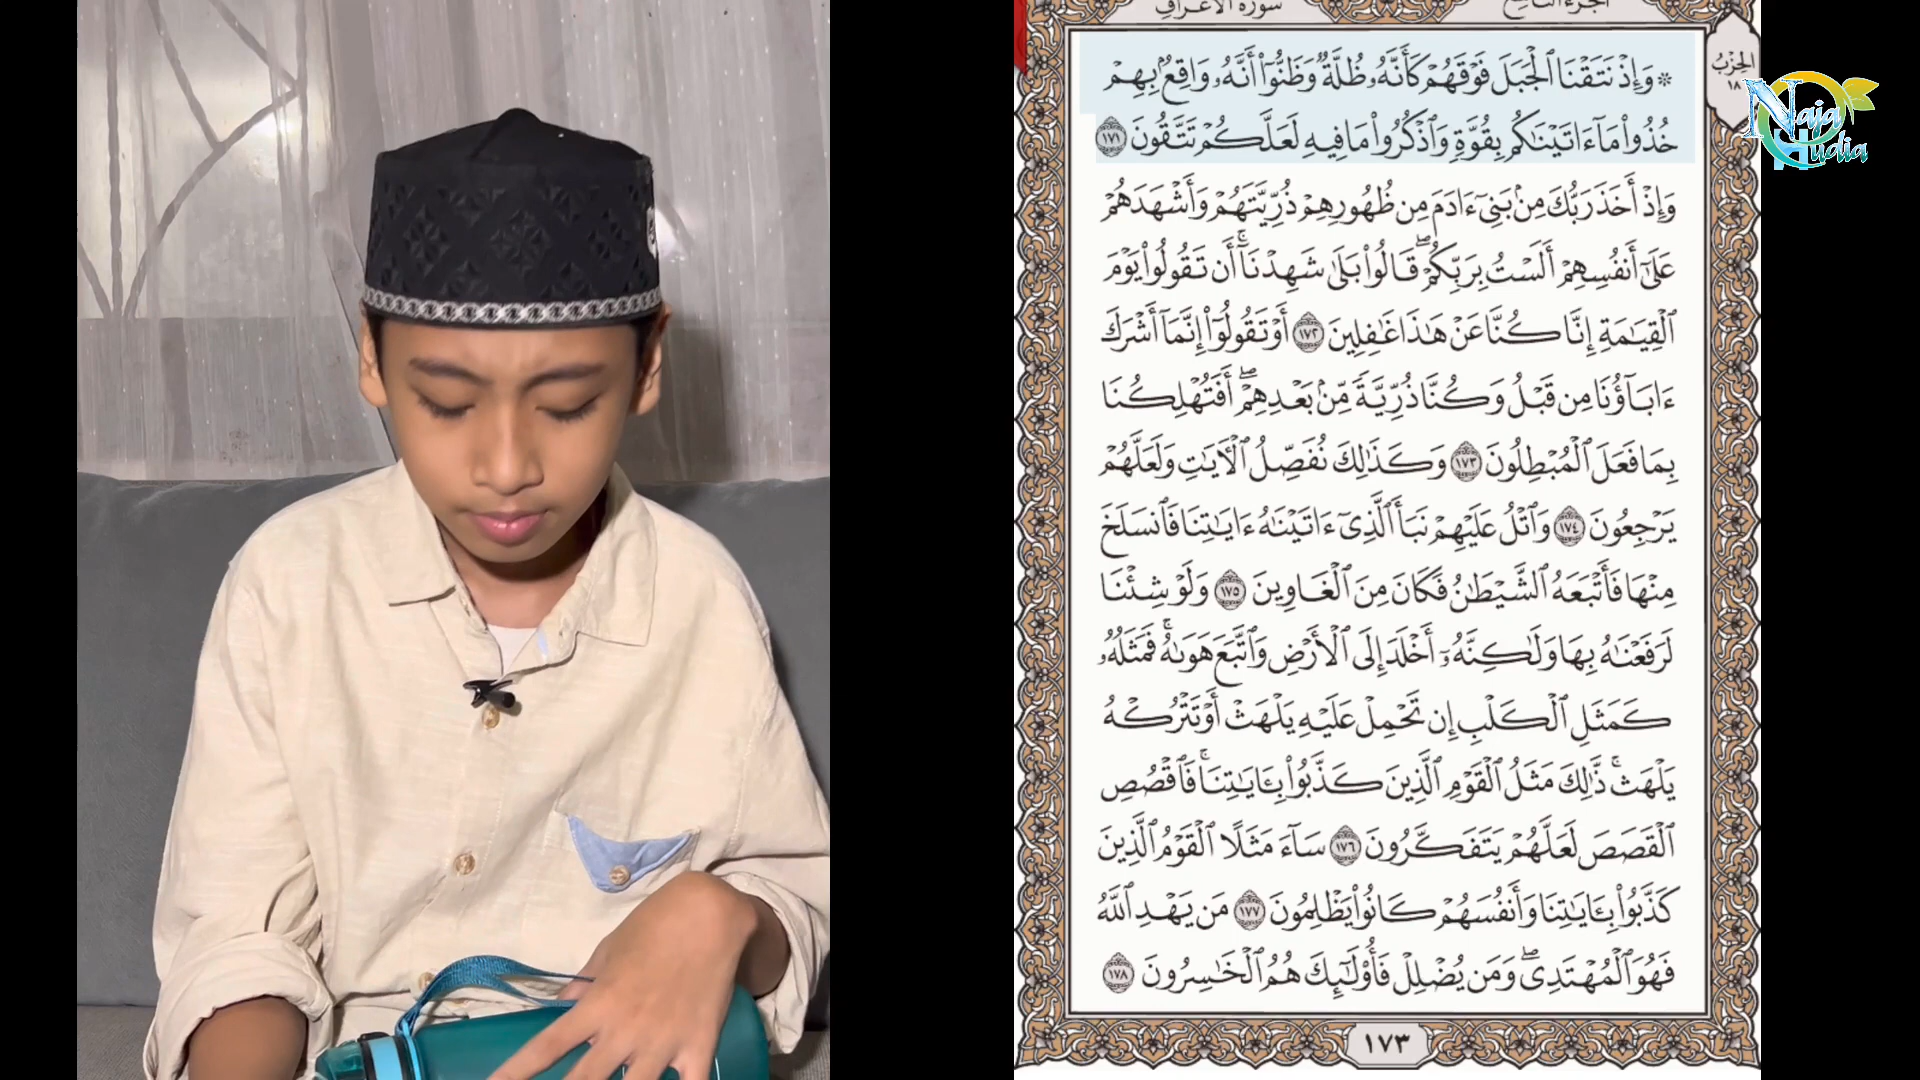 سورة الأعراف
الجزء التاسع
الحزب
١٨
Naja
Hudia
۞ وَإِذْ نَتَقْنَا ٱلْجَبَلَ فَوْقَهُمْ كَأَنَّهُۥ ظُلَّةٌ وَظَنُّوٓا۟ أَنَّهُۥ وَاقِعٌۢ بِهِمْ
خُذُوا۟ مَآ ءَاتَيْنَٰكُم بِقُوَّةٍ وَٱذْكُرُوا۟ مَا فِيهِ لَعَلَّكُمْ تَتَّقُونَ ١٧١
وَإِذْ أَخَذَ رَبُّكَ مِنۢ بَنِىٓ ءَادَمَ مِن ظُهُورِهِمْ ذُرِّيَّتَهُمْ وَأَشْهَدَهُمْ
عَلَىٰٓ أَنفُسِهِمْ أَلَسْتُ بِرَبِّكُمْ ۖ قَالُوا۟ بَلَىٰ شَهِدْنَآ ۚ أَن تَقُولُوا۟ يَوْمَ
ٱلْقِيَٰمَةِ إِنَّا كُنَّا عَنْ هَٰذَا غَٰفِلِينَ ١٧٢ أَوْ تَقُولُوٓا۟ إِنَّمَآ أَشْرَكَ
ءَابَآؤُنَا مِن قَبْلُ وَكُنَّا ذُرِّيَّةً مِّنۢ بَعْدِهِمْ ۖ أَفَتُهْلِكُنَا
بِمَا فَعَلَ ٱلْمُبْطِلُونَ ١٧٣ وَكَذَٰلِكَ نُفَصِّلُ ٱلْـَٔايَٰتِ وَلَعَلَّهُمْ
يَرْجِعُونَ ١٧٤ وَٱتْلُ عَلَيْهِمْ نَبَأَ ٱلَّذِىٓ ءَاتَيْنَٰهُ ءَايَٰتِنَا فَٱنسَلَخَ
مِنْهَا فَأَتْبَعَهُ ٱلشَّيْطَٰنُ فَكَانَ مِنَ ٱلْغَاوِينَ ١٧٥ وَلَوْ شِئْنَا
لَرَفَعْنَٰهُ بِهَا وَلَٰكِنَّهُۥٓ أَخْلَدَ إِلَى ٱلْأَرْضِ وَٱتَّبَعَ هَوَىٰهُ ۚ فَمَثَلُهُۥ
كَمَثَلِ ٱلْكَلْبِ إِن تَحْمِلْ عَلَيْهِ يَلْهَثْ أَوْ تَتْرُكْهُ
يَلْهَث ۚ ذَّٰلِكَ مَثَلُ ٱلْقَوْمِ ٱلَّذِينَ كَذَّبُوا۟ بِـَٔايَٰتِنَا ۚ فَٱقْصُصِ
ٱلْقَصَصَ لَعَلَّهُمْ يَتَفَكَّرُونَ ١٧٦ سَآءَ مَثَلًا ٱلْقَوْمُ ٱلَّذِينَ
كَذَّبُوا۟ بِـَٔايَٰتِنَا وَأَنفُسَهُمْ كَانُوا۟ يَظْلِمُونَ ١٧٧ مَن يَهْدِ ٱللَّهُ
فَهُوَ ٱلْمُهْتَدِى ۖ وَمَن يُضْلِلْ فَأُو۟لَٰٓئِكَ هُمُ ٱلْخَٰسِرُونَ ١٧٨
١٧٣